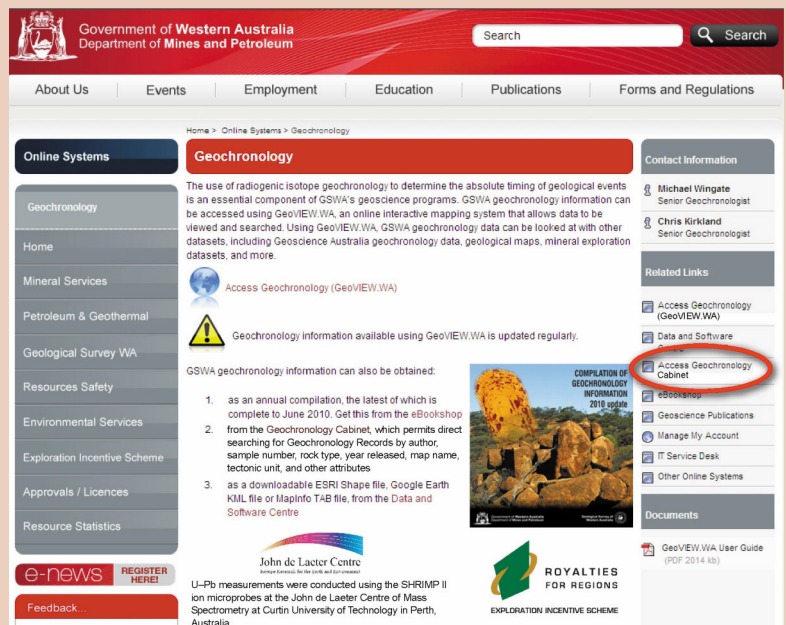 Government of Western Australia
Department of Mines and Petroleum
Search
Search
About Us
Events
Employment
Education
Publications
Forms and Regulations
Home > Online Systems > Geochronology
Online Systems
Geochronology
Home
Mineral Services
Petroleum & Geothermal
Geological Survey WA
Resources Safety
Environmental Services
Exploration Incentive Scheme
Approvals / Licences
Resource Statistics
e-news REGISTER
HERE!
Feedback...
Geochronology
The use of radiogenic isotope geochronology to determine the absolute timing of geological events
is an essential component of GSWA's geoscience programs. GSWA geochronology information can
be accessed using GeoVIEW.WA, an online interactive mapping system that allows data to be
viewed and searched. Using GeoVIEW.WA, GSWA geochronology data can be looked at with other
datasets, including Geoscience Australia geochronology data, geological maps, mineral exploration
datasets, and more.
Access Geochronology (GeoVIEW.WA)
Geochronology information available using GeoVIEW.WA is updated regularly.
GSWA geochronology information can also be obtained:
1. as an annual compilation, the latest of which is
complete to June 2010. Get this from the eBookshop
2. from the Geochronology Cabinet, which permits direct
searching for Geochronology Records by author,
sample number, rock type, year released, map name,
tectonic unit, and other attributes
3. as a downloadable ESRI Shape file, Google Earth
KML file or MapInfo TAB file, from the Data and
Software Centre
COMPILATION OF
GEOCHRONOLOGY
INFORMATION
2010 update
Government of Western Australia
Department of Mines and Petroleum
Geological Survey of
Western Australia
John de Laeter Centre
U–Pb measurements were conducted using the SHRIMP II
ion microprobes at the John de Laeter Centre of Mass
Spectrometry at Curtin University of Technology in Perth,
Australia
ROYALTIES
FOR REGIONS
EXPLORATION INCENTIVE SCHEME
Contact Information
Michael Wingate
Senior Geochronologist
Chris Kirkland
Senior Geochronologist
Related Links
Access Geochronology
(GeoVIEW.WA)
Data and Software
Access Geochronology
Cabinet
eBookshop
Geoscience Publications
Manage My Account
IT Service Desk
Other Online Systems
Documents
GeoVIEW.WA User Guide
(PDF 2014 kb)